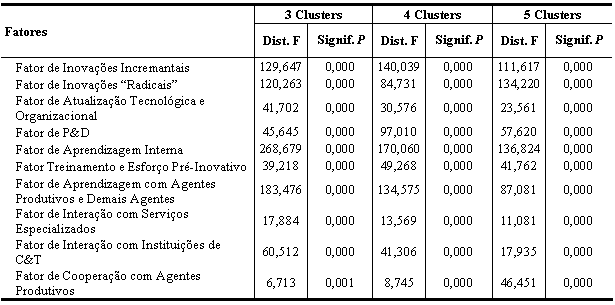 Fatores 3 Clusters 4 Clusters 5 Clusters
Dist. F Signif. P Dist. F Signif. P Dist. F Signif. P
Fator de Inovações Incremantais 129,647 0,000 140,039 0,000 111,617 0,000
Fator de Inovações “Radicais” 120,263 0,000 84,731 0,000 134,220 0,000
Fator de Atualização Tecnológica e
Organizacional 41,702 0,000 30,576 0,000 23,561 0,000
Fator de P&D 45,645 0,000 97,010 0,000 57,620 0,000
Fator de Aprendizagem Interna 268,679 0,000 170,060 0,000 136,824 0,000
Fator Treinamento e Esforço Pré-Inovativo 39,218 0,000 49,268 0,000 41,762 0,000
Fator de Aprendizagem com Agentes
Produtivos e Demais Agentes 183,476 0,000 134,575 0,000 87,081 0,000
Fator de Interação com Serviços
Especializados 17,884 0,000 13,569 0,000 11,081 0,000
Fator de Interação com Instituições de
C&T 60,512 0,000 41,306 0,000 17,935 0,000
Fator de Cooperação com Agentes
Produtivos 6,713 0,001 8,745 0,000 46,451 0,000